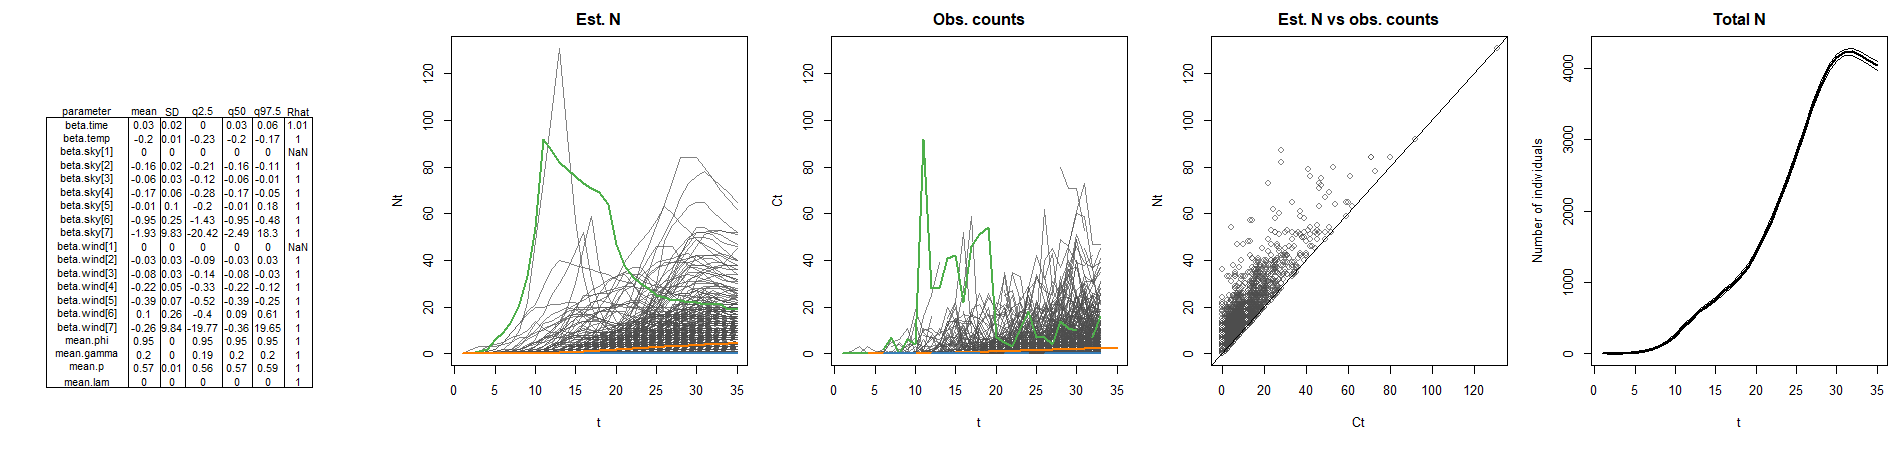 parameter mean SD q2.5 q50 q97.5 Rhat
beta.time 0.03 0.02 0 0.03 0.06 1.01
beta.temp -0.2 0.01 -0.23 -0.2 -0.17 1
beta.sky[1] 0 0 0 0 0 NaN
beta.sky[2] -0.16 0.02 -0.21 -0.16 -0.11 1
beta.sky[3] -0.06 0.03 -0.12 -0.06 -0.01 1
beta.sky[4] -0.17 0.06 -0.28 -0.17 -0.05 1
beta.sky[5] -0.01 0.1 -0.2 -0.01 0.18 1
beta.sky[6] -0.95 0.25 -1.43 -0.95 -0.48 1
beta.sky[7] -1.93 9.83 -20.42 -2.49 18.3 1
beta.wind[1] 0 0 0 0 0 NaN
beta.wind[2] -0.03 0.03 -0.09 -0.03 0.03 1
beta.wind[3] -0.08 0.03 -0.14 -0.08 -0.03 1
beta.wind[4] -0.22 0.05 -0.33 -0.22 -0.12 1
beta.wind[5] -0.39 0.07 -0.52 -0.39 -0.25 1
beta.wind[6] 0.1 0.26 -0.4 0.09 0.61 1
beta.wind[7] -0.26 9.84 -19.77 -0.36 19.65 1
mean.phi 0.95 0 0.95 0.95 0.95 1
mean.gamma 0.2 0 0.19 0.2 0.2 1
mean.p 0.57 0.01 0.56 0.57 0.59 1
mean.lam 0 0 0 0 0 1
Est. N
Nt
0 20 40 60 80 100 120
0 5 10 15 20 25 30 35
t
Obs. counts
Ct
0 20 40 60 80 100 120
0 5 10 15 20 25 30 35
t
Est. N vs obs. counts
Nt
0 20 40 60 80 100 120
0 20 40 60 80 100 120
Ct
Total N
Number of individuals
0 1000 2000 3000 4000
0 5 10 15 20 25 30 35
t